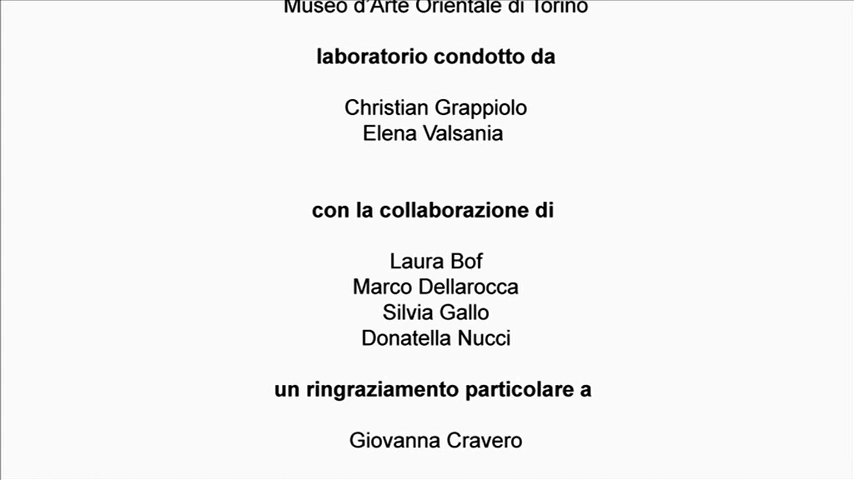 Museo d'Arte Orientale di Torino
laboratorio condotto da
Christian Grappiolo
Elena Valsania
con la collaborazione di
Laura Bof
Marco Dellarocca
Silvia Gallo
Donatella Nucci
un ringraziamento particolare a
Giovanna Cravero